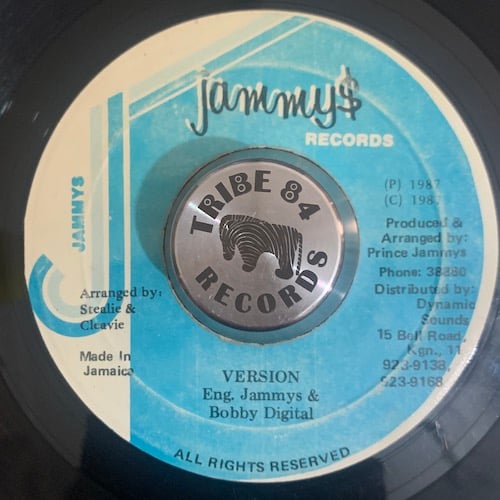 jammy$
RECORDS
JAMMYS
TRIBE 84
RECORDS
(P) 1987
(C) 1987
Produced &
Arranged by:
Prince Jammys
Phone: 38880
Distributed by:
Dynamic
Sounds
15 Bell Road,
Kgn., 11
923-9138,
923-9168
Arranged by:
Stealie &
Cleavie
Made In
Jamaica
VERSION
Eng. Jammys &
Bobby Digital
ALL RIGHTS RESERVED